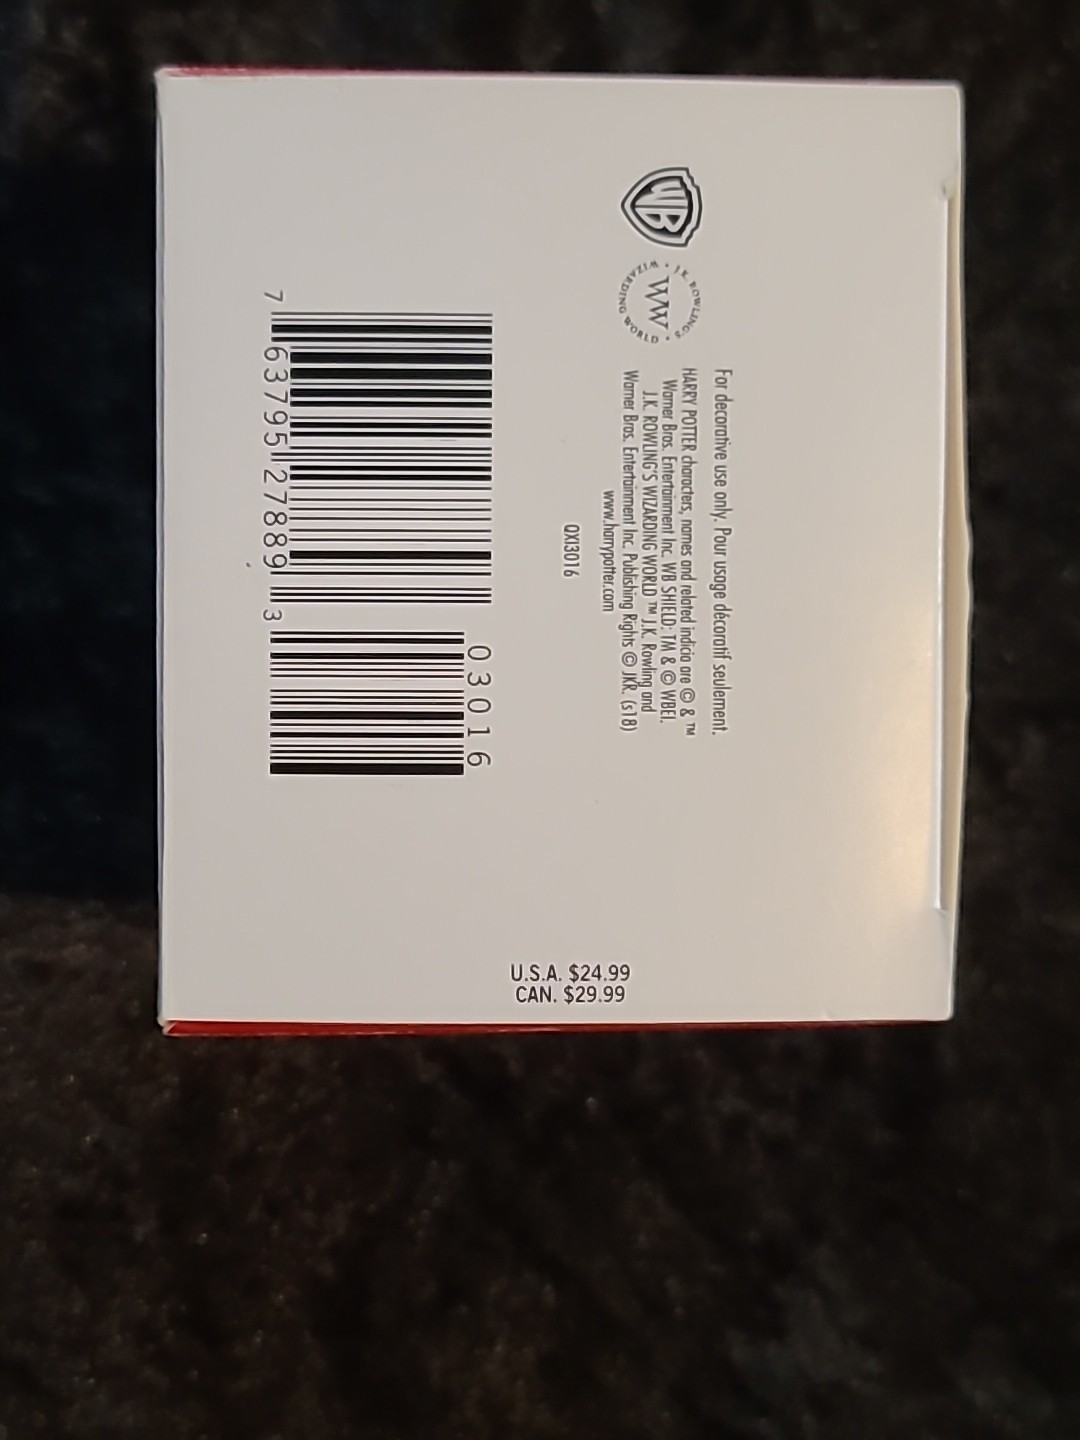 WB
J.K. ROWLING'S • WIZARDING WORLD •
WW
For decorative use only. Pour usage décoratif seulement.
HARRY POTTER characters, names and related indicia are © & ™
Warner Bros. Entertainment Inc. WB SHIELD: TM & © WBEI.
J.K. ROWLING'S WIZARDING WORLD ™ J.K. Rowling and
Warner Bros. Entertainment Inc. Publishing Rights © JKR. (s18)
www.harrypotter.com
QXI3016
03016
7 63795 27889 3
U.S.A. $24.99
CAN. $29.99